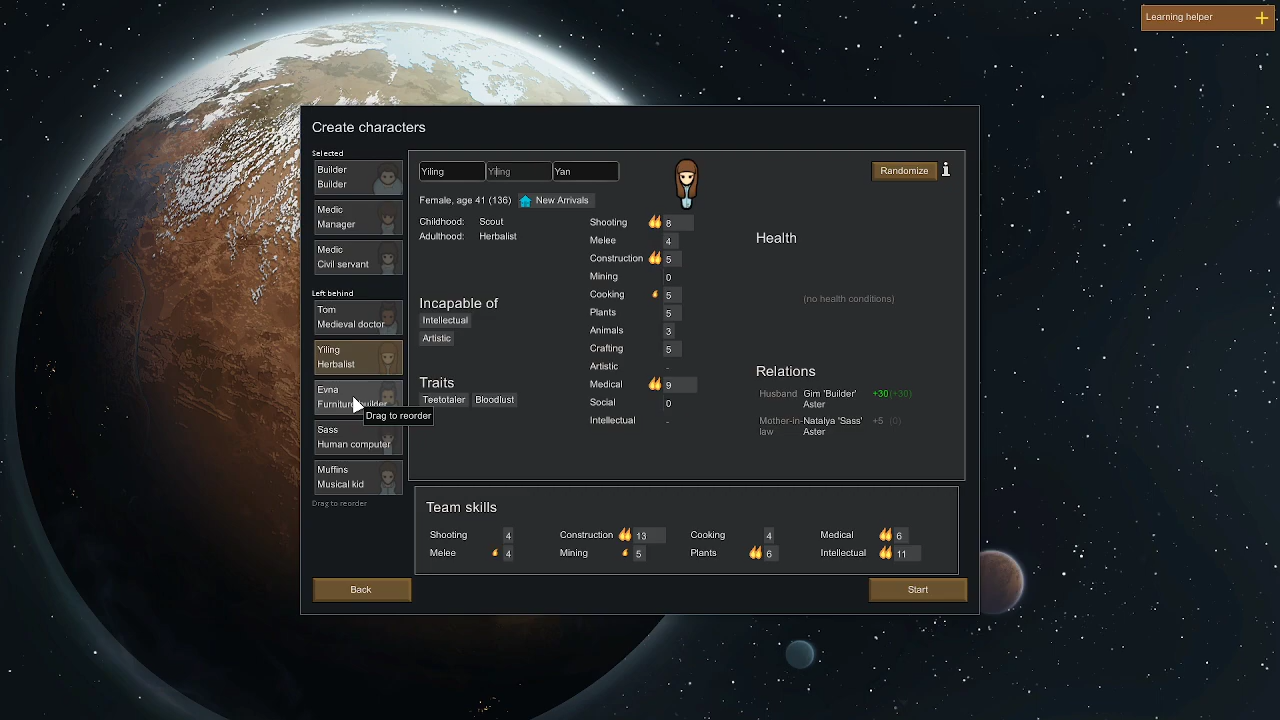 Learning helper
Create characters
Selected
Builder
Builder
Medic
Manager
Medic
Civil servant
Left behind
Tom
Medieval doctor
Yiling
Herbalist
Evna
Sass
Human computer
Muffins
Musical kid
Drag to reorder
Drag to reorder
Yiling Yiling Yan
Randomize
Female, age 41 (136) New Arrivals
Childhood: Scout
Adulthood: Herbalist
Incapable of
Intellectual
Artistic
Traits
Teetotaler Bloodlust
Shooting 8
Melee 4
Construction 5
Mining 0
Cooking 5
Plants 5
Animals 3
Crafting 5
Artistic -
Medical 9
Social 0
Intellectual -
Health
(no health conditions)
Relations
Husband Gim 'Builder' +30 (+30)
Aster
Mother-in- Natalya 'Sass' +5 (0)
law Aster
Team skills
Shooting 4 Construction 13 Cooking 4 Medical 6
Melee 4 Mining 5 Plants 6 Intellectual 11
Back
Start